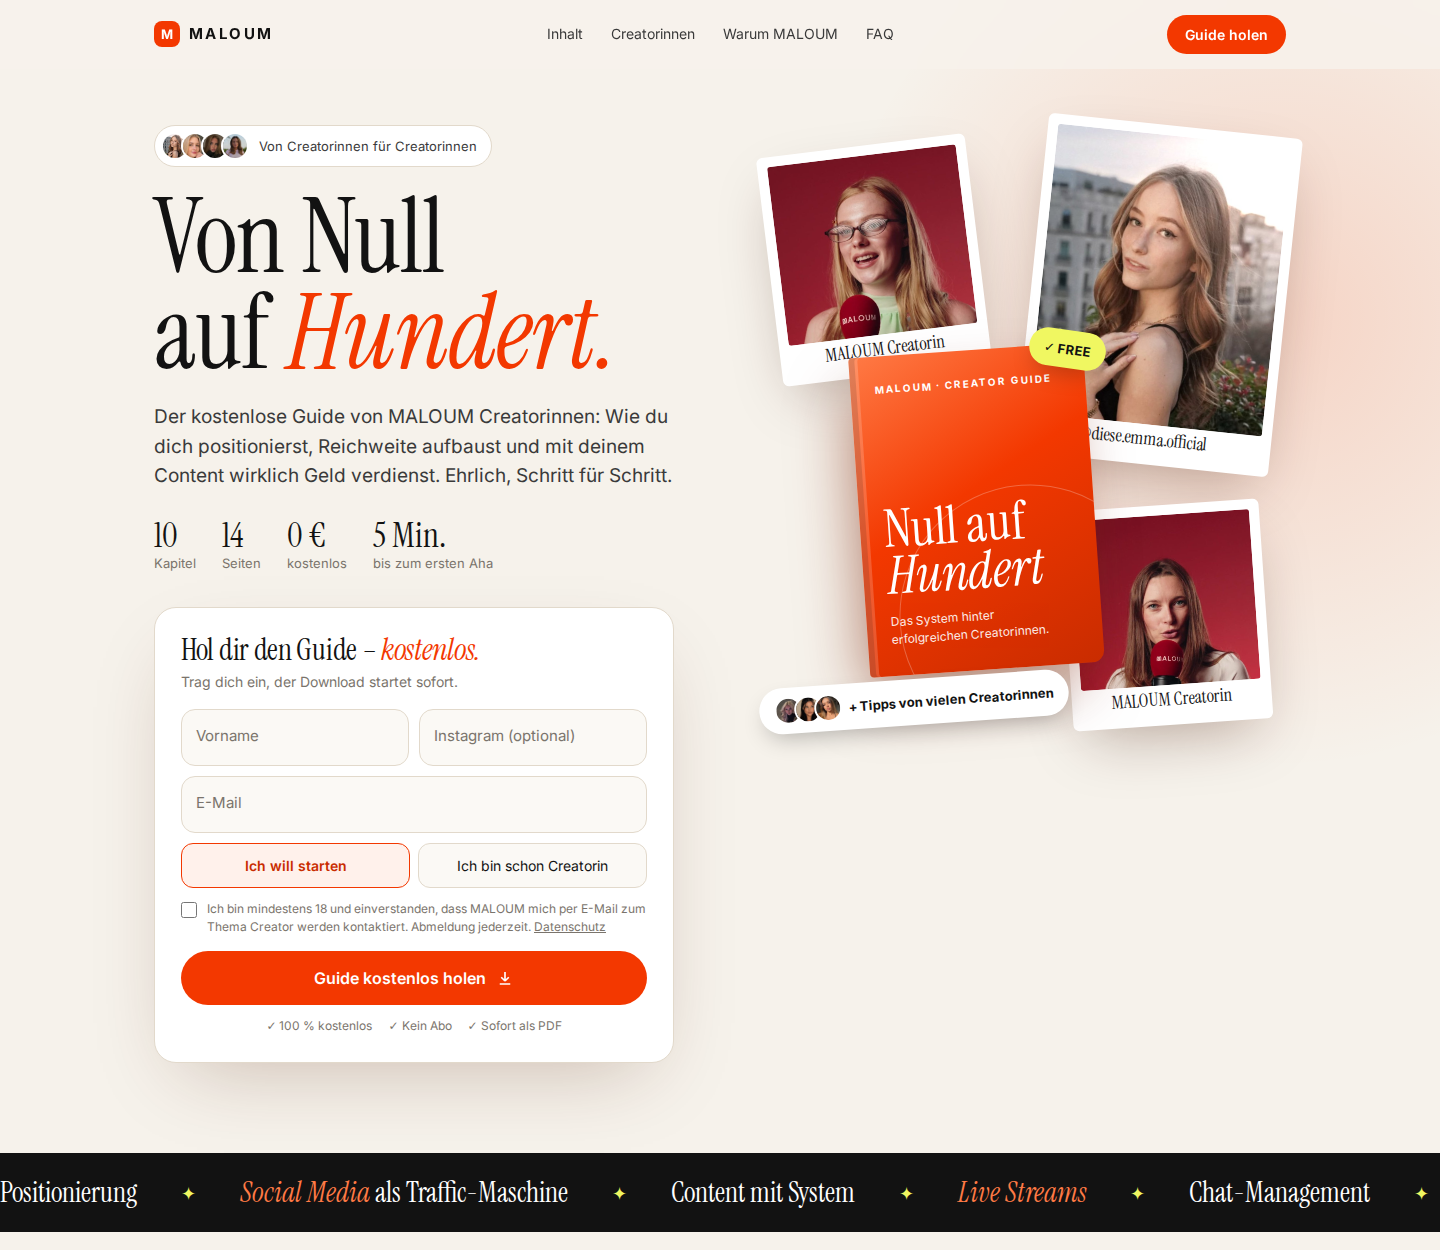 M MALOUM
Inhalt Creatorinnen Warum MALOUM FAQ
Guide holen
Von Creatorinnen für Creatorinnen
Von Null
auf Hundert.
Der kostenlose Guide von MALOUM Creatorinnen: Wie du
dich positionierst, Reichweite aufbaust und mit deinem
Content wirklich Geld verdienst. Ehrlich, Schritt für Schritt.
10 14 0 € 5 Min.
Kapitel Seiten kostenlos bis zum ersten Aha
Hol dir den Guide – kostenlos.
Trag dich ein, der Download startet sofort.
Vorname Instagram (optional)
E-Mail
Ich will starten Ich bin schon Creatorin
Ich bin mindestens 18 und einverstanden, dass MALOUM mich per E-Mail zum
Thema Creator werden kontaktiert. Abmeldung jederzeit. Datenschutz
Guide kostenlos holen
✓ 100 % kostenlos ✓ Kein Abo ✓ Sofort als PDF
MALOUM
MALOUM Creatorin
✓ FREE
diese.emma.official
MALOUM · CREATOR GUIDE
Null auf
Hundert
Das System hinter
erfolgreichen Creatorinnen.
MALOUM
MALOUM Creatorin
+ Tipps von vielen Creatorinnen
Positionierung ✦ Social Media als Traffic-Maschine ✦ Content mit System ✦ Live Streams ✦ Chat-Management ✦